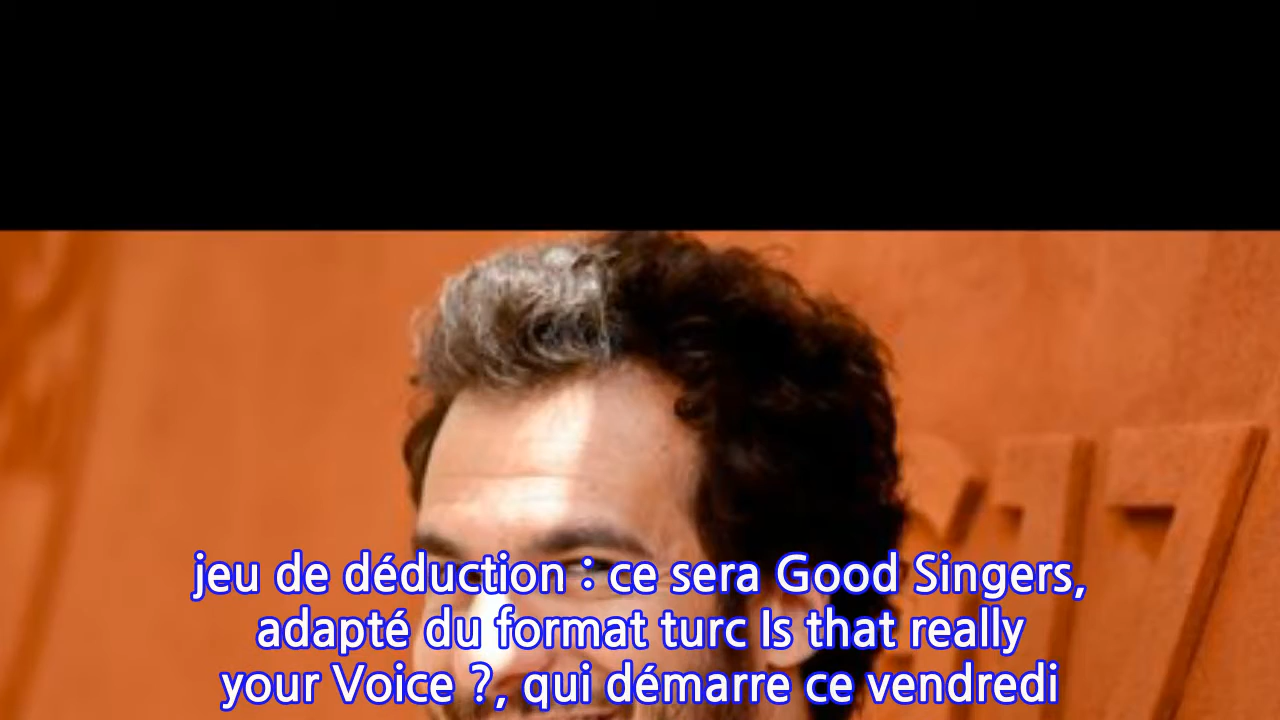 17
jeu de déduction : ce sera Good Singers,
adapté du format turc Is that really
your Voice ?, qui démarre ce vendredi